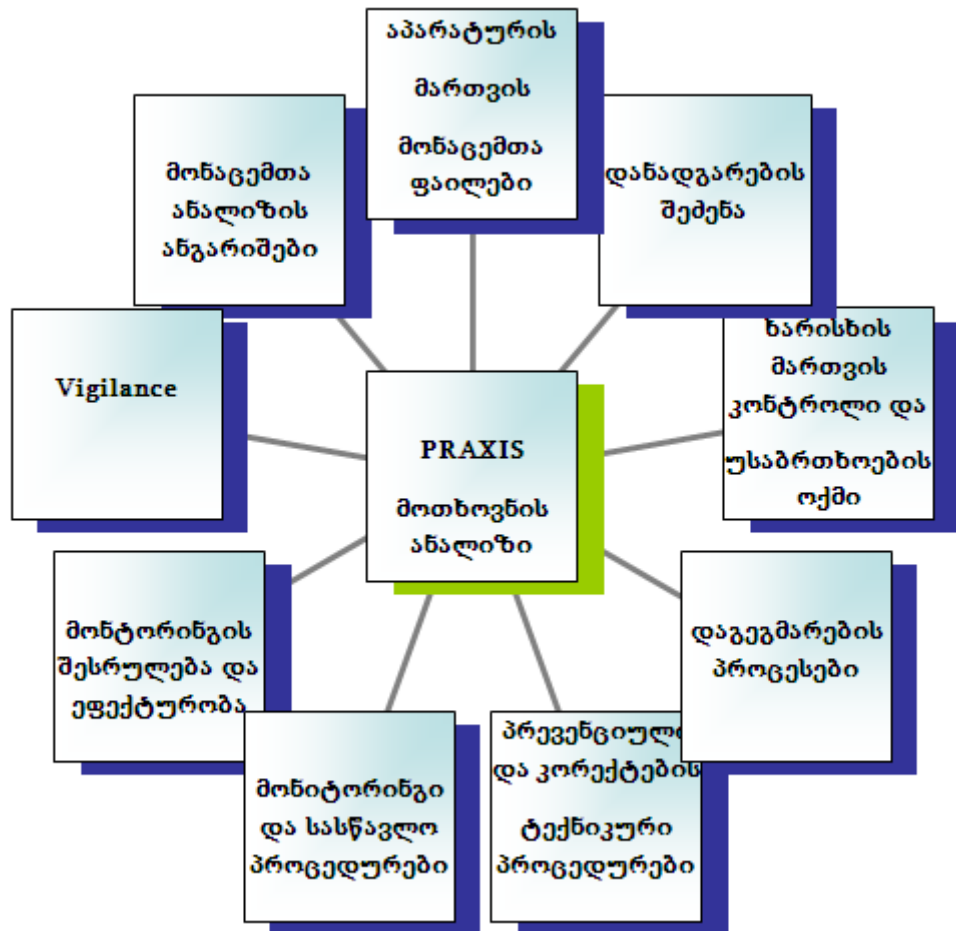 აპარატურის
მართვის
მონაცემთა
ფაილები
დანადგარების
შეძენა
ხარისხის
მართვის
კონტროლი და
უსაბრთხოების
ოქმი
დაგეგმარების
პროცესები
პრევენციული
და კორექტების
ტექნიკური
პროცედურები
მონიტორინგი
და სასწავლო
პროცედურები
მონტორინგის
შესრულება და
ეფექტურობა
Vigilance
მონაცემთა
ანალიზის
ანგარიშები
PRAXIS
მოთხოვნის
ანალიზი